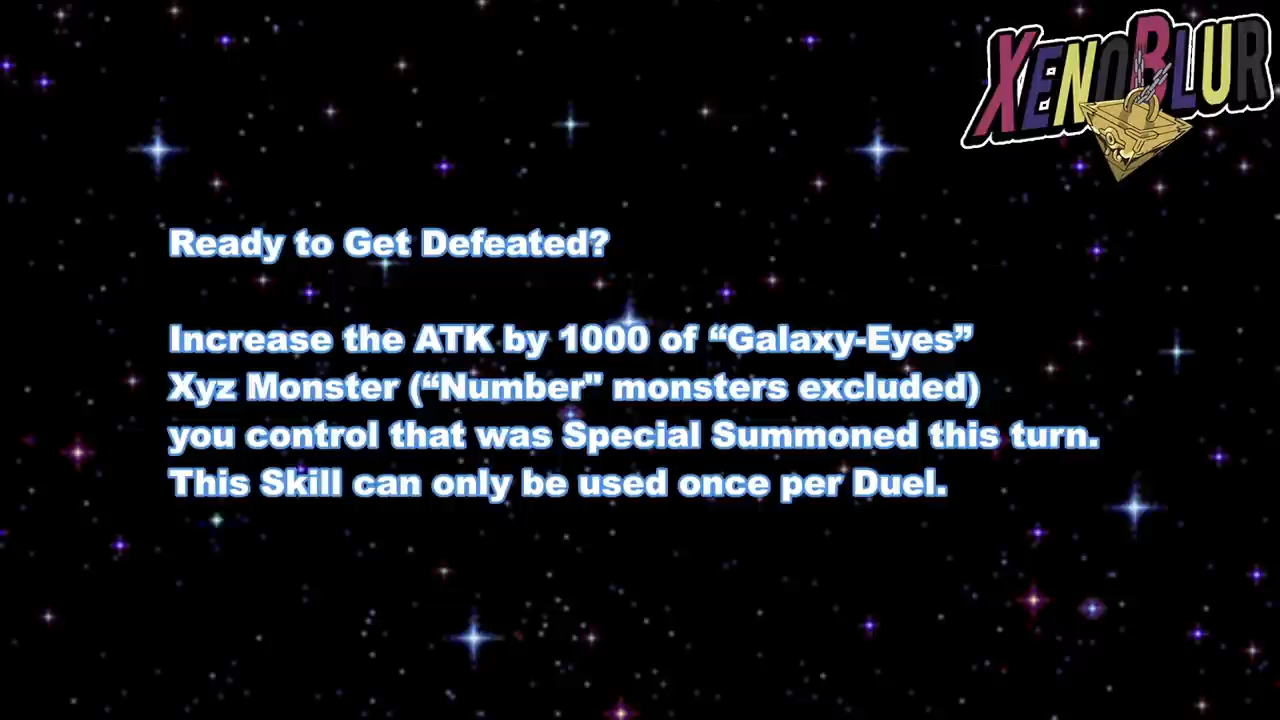 XENOBLUR
Ready to Get Defeated?
Increase the ATK by 1000 of “Galaxy-Eyes”
Xyz Monster (“Number" monsters excluded)
you control that was Special Summoned this turn.
This Skill can only be used once per Duel.